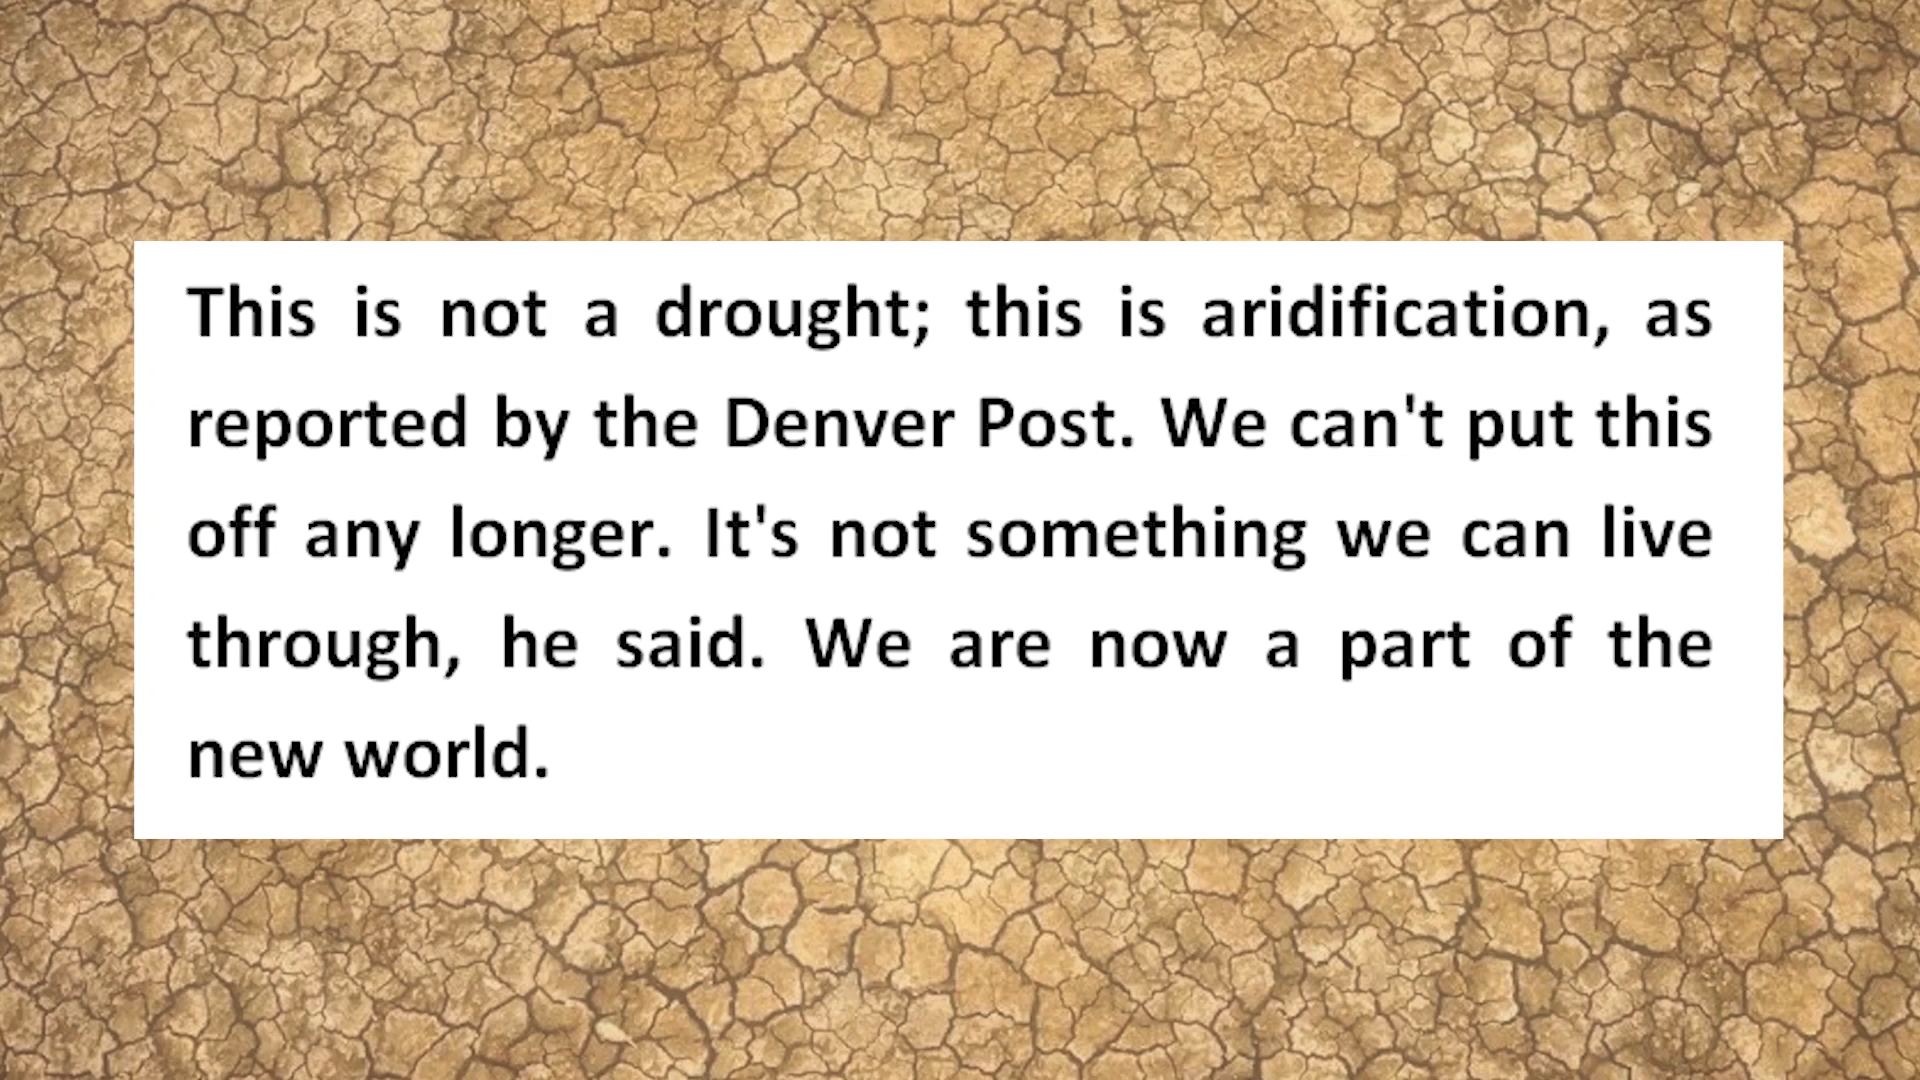 This is not a drought; this is aridification, as
reported by the Denver Post. We can't put this
off any longer. It's not something we can live
through, he said. We are now a part of the
new world.